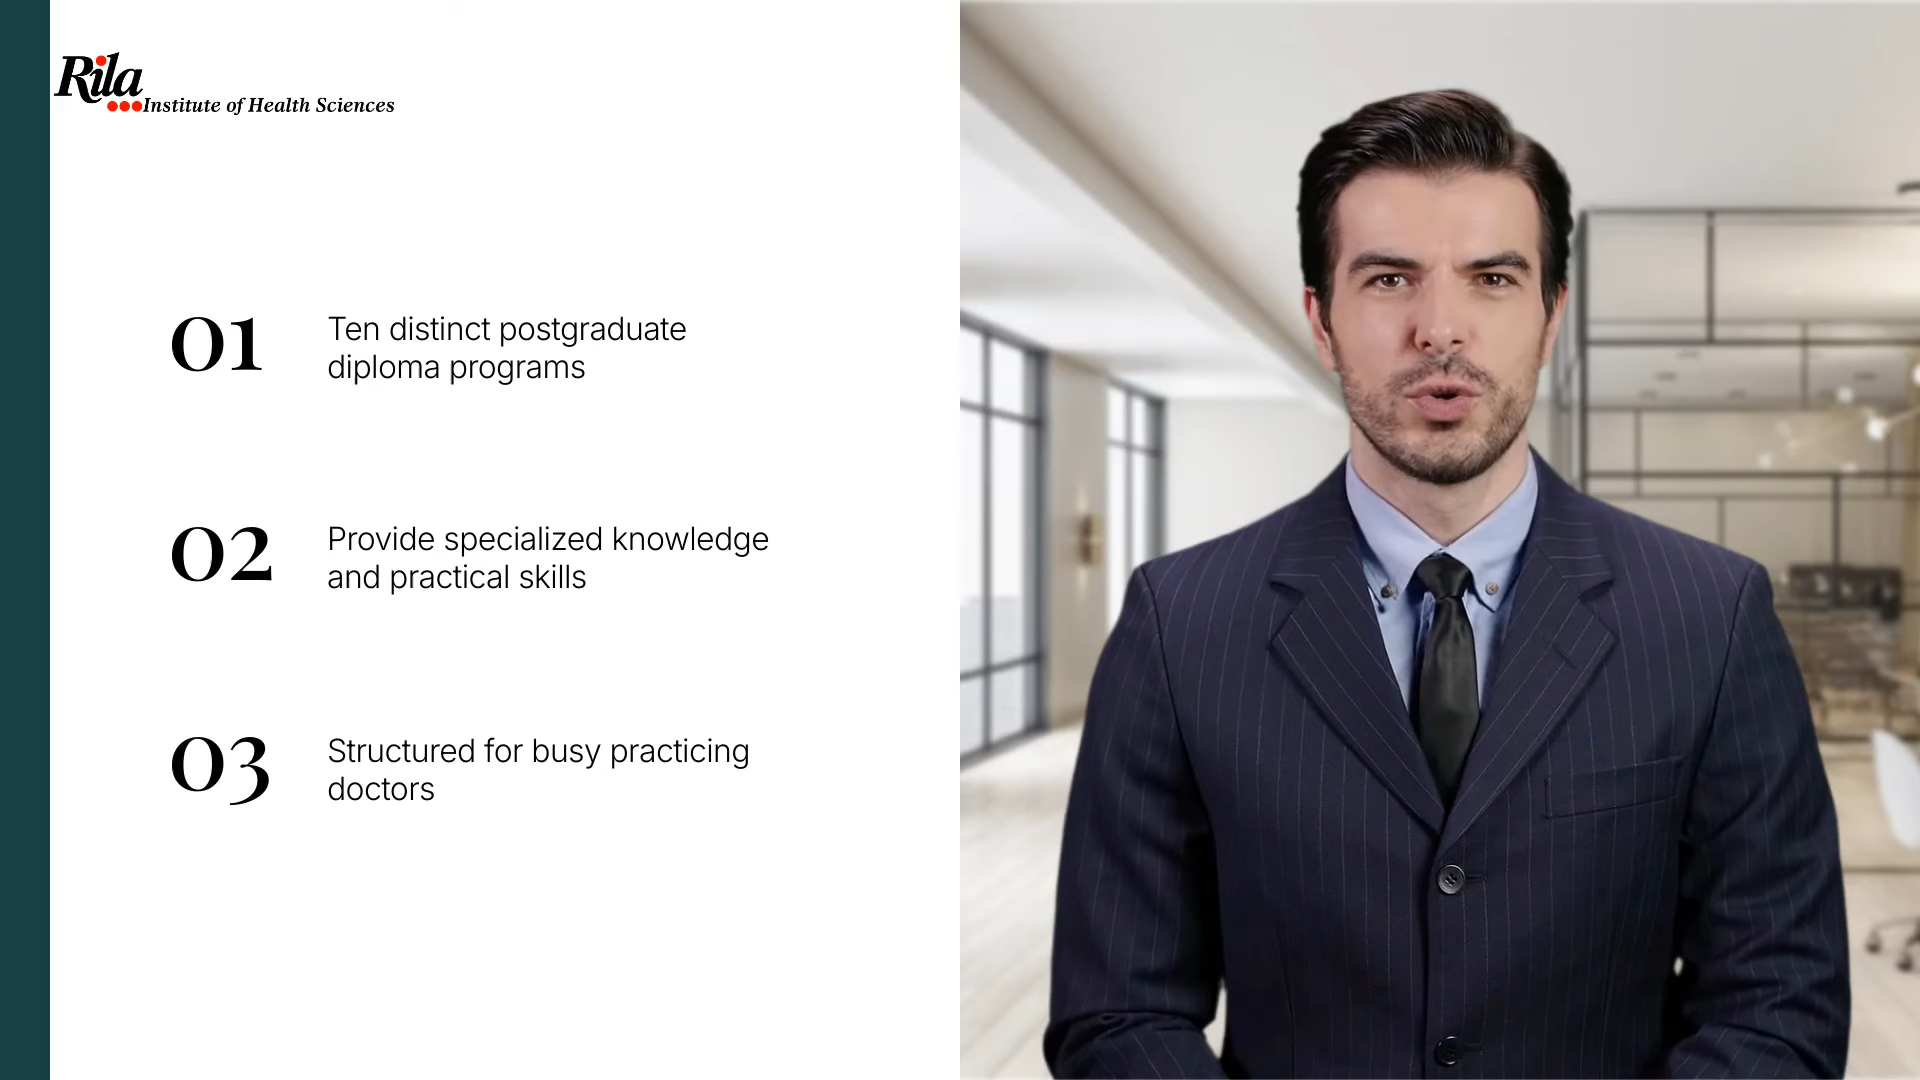 Rila
Institute of Health Sciences
01
Ten distinct postgraduate
diploma programs
02
Provide specialized knowledge
and practical skills
03
Structured for busy practicing
doctors